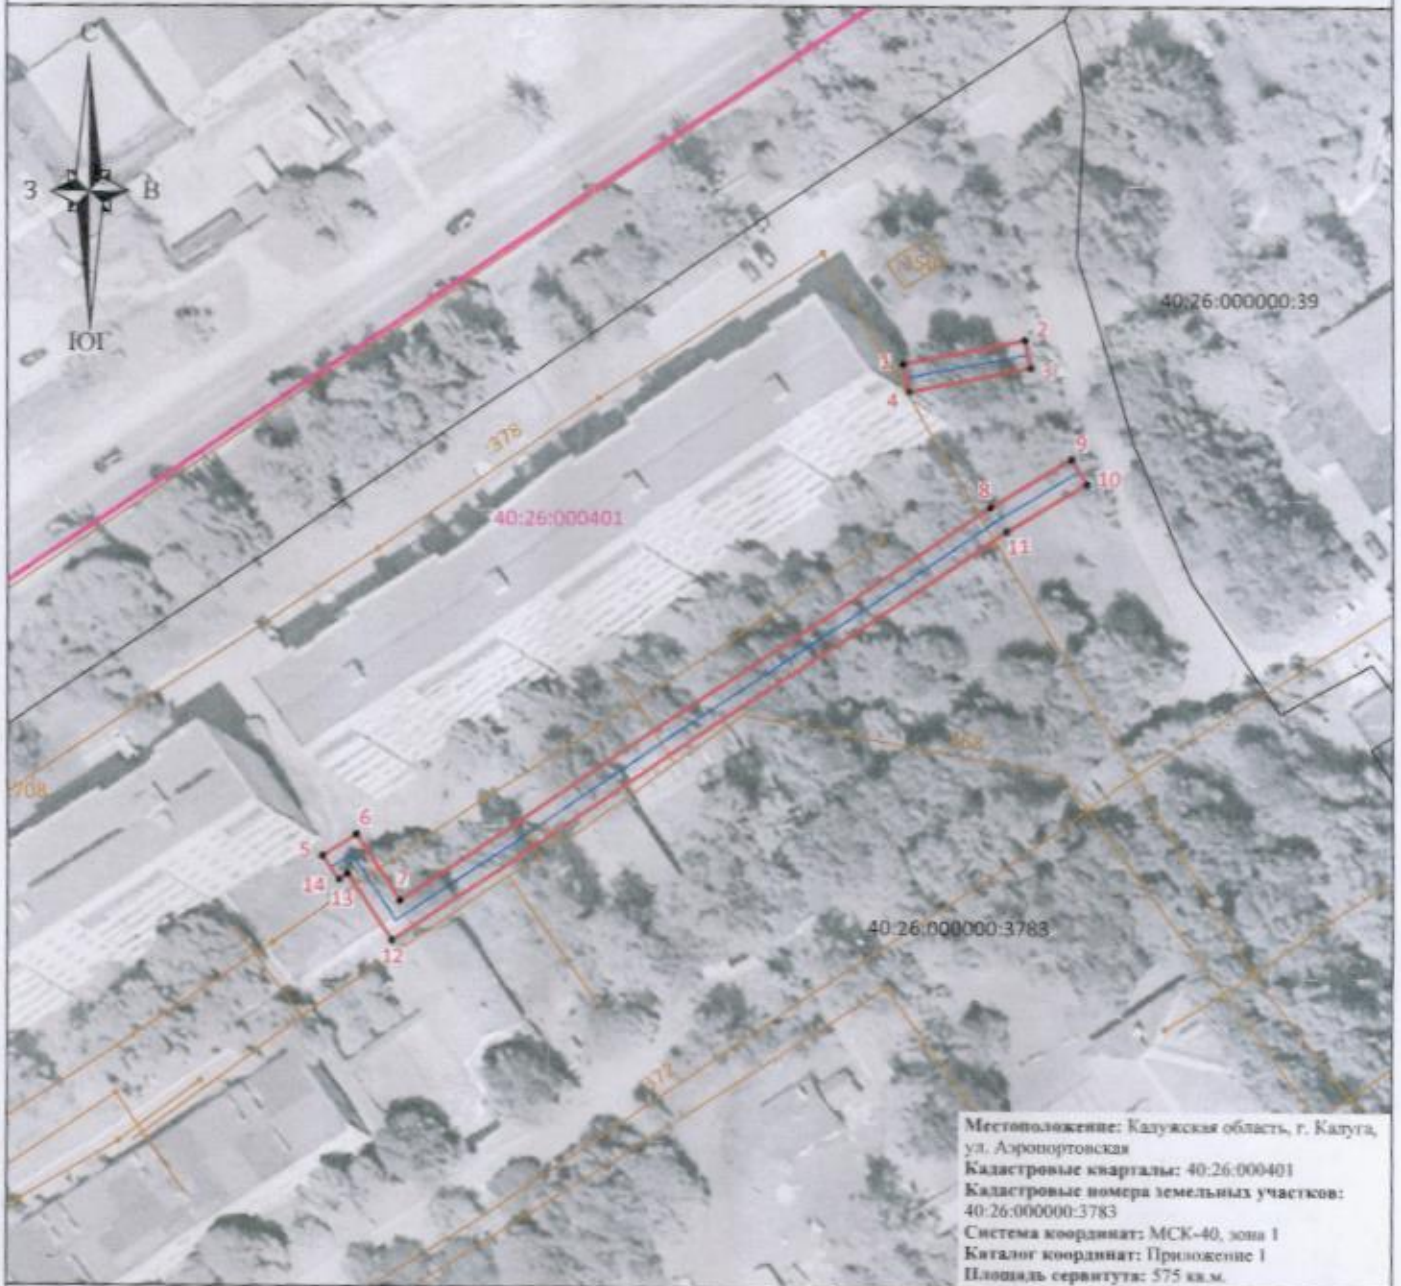 С
З В
ЮГ
40:26:000000:39
2
1
3
4
:378
9
10
8
40:26:000401
11
:708
6
5
7
14
13
12
40:26:000000:3783
:372
Местоположение: Калужская область, г. Калуга,
ул. Аэропортовская
Кадастровые кварталы: 40:26:000401
Кадастровые номера земельных участков:
40:26:000000:3783
Система координат: МСК-40, зона 1
Каталог координат: Приложение 1
Площадь сервитута: 575 кв.м.